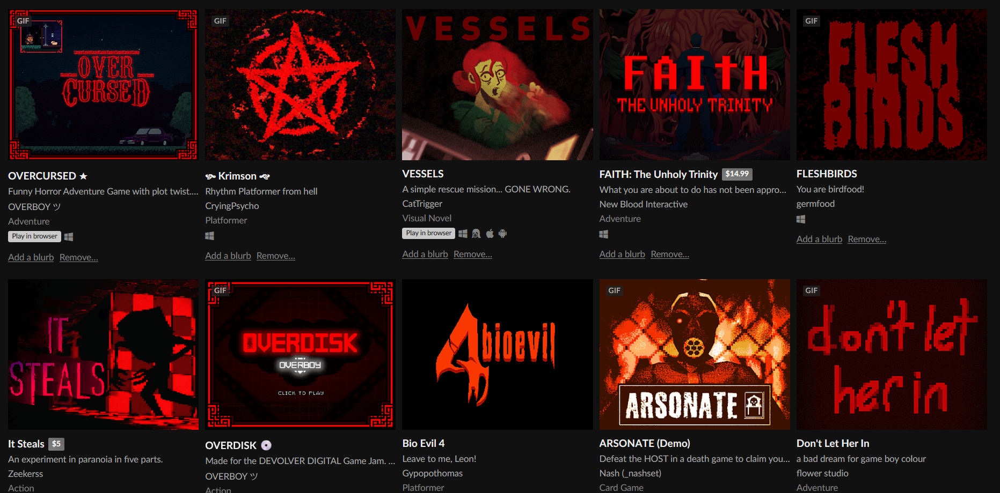 GIF
OVER
CURSED
OVERCURSED ★
Funny Horror Adventure Game with plot twist....
OVERBOY ツ
Adventure
Play in browser
Add a blurb Remove...
GIF
Krimson
Rhythm Platformer from hell
CryingPsycho
Platformer
Add a blurb Remove...
VESSELS
VESSELS
A simple rescue mission... GONE WRONG.
CatTrigger
Visual Novel
Play in browser
Add a blurb Remove...
FAItH
THE UNHOLY TRINITY
FAITH: The Unholy Trinity $14.99
What you are about to do has not been appro...
New Blood Interactive
Adventure
Add a blurb Remove...
GIF
FLESH
BIRDS
FLESHBIRDS
You are birdfood!
germfood
Add a blurb Remove...
IT
STEALS
It Steals $5
An experiment in paranoia in five parts.
Zeekerss
Action
GIF
OVERDISK
OVERBOY
CLICK TO PLAY
OVERDISK
Made for the DEVOLVER DIGITAL Game Jam. ...
OVERBOY ツ
Action
4bioevil
Bio Evil 4
Leave to me, Leon!
Gypopothomas
Platformer
GIF
ARSONATE
ARSONATE (Demo)
Defeat the HOST in a death game to claim you...
Nash (_nashset)
Card Game
GIF
don't let
her in
Don't Let Her In
a bad dream for game boy colour
flower studio
Adventure